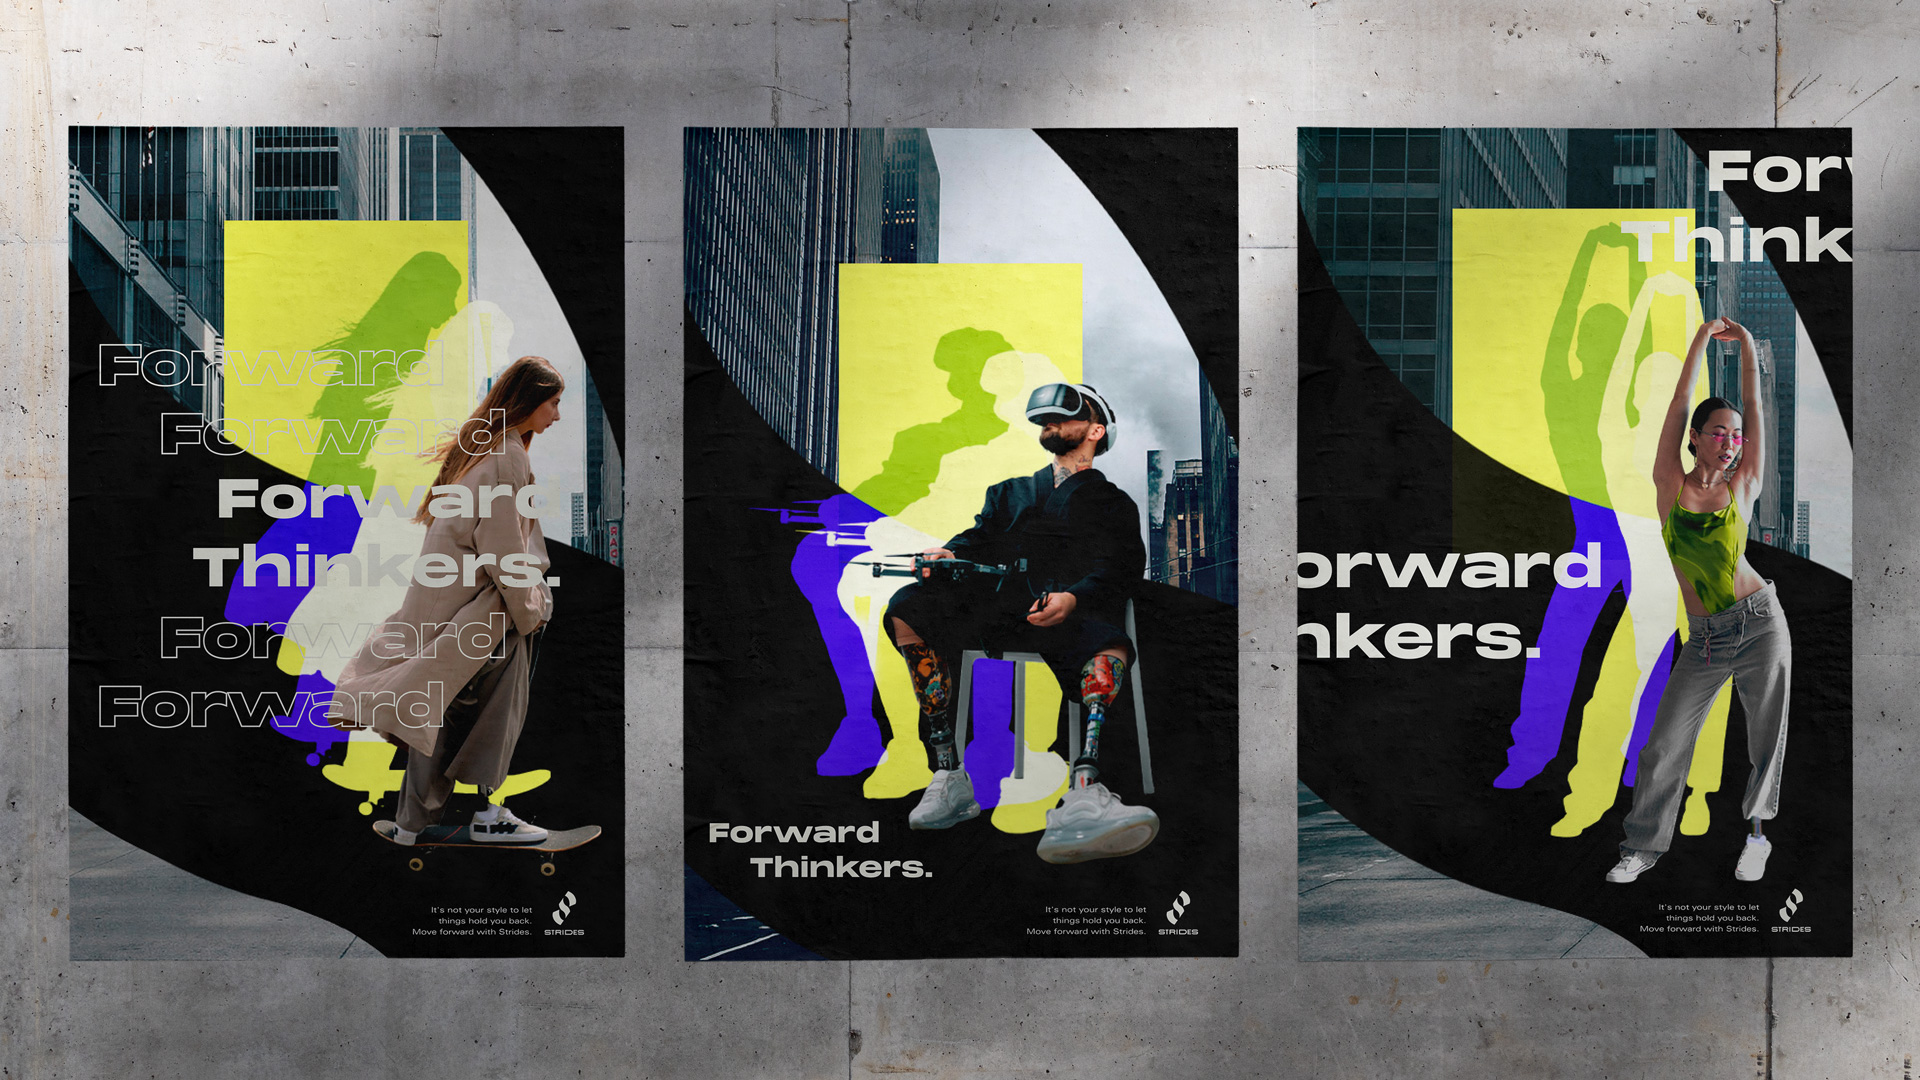 Forward
Forward
Forward
Thinkers.
Forward
Forward
It's not your style to let
things hold you back.
Move forward with Strides.
STRIDES
Forward
Thinkers.
It's not your style to let
things hold you back.
Move forward with Strides.
STRIDES
Forw
Think
orward
nkers.
It's not your style to let
things hold you back.
Move forward with Strides.
STRIDES